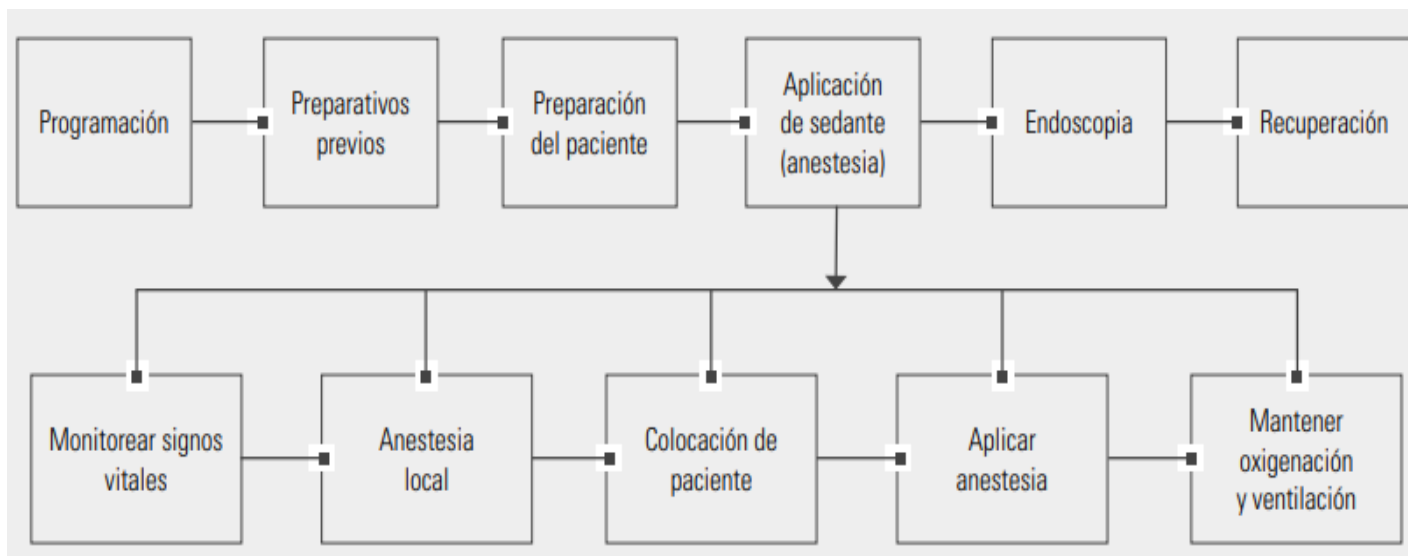 Programación
Preparativos
previos
Preparación
del paciente
Aplicación
de sedante
(anestesia)
Endoscopia
Recuperación
Monitorear signos
vitales
Anestesia
local
Colocación de
paciente
Aplicar
anestesia
Mantener
oxigenación
y ventilación